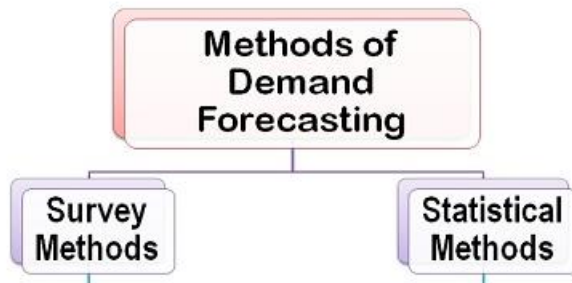 Methods of
Demand
Forecasting
Survey
Methods
Statistical
Methods